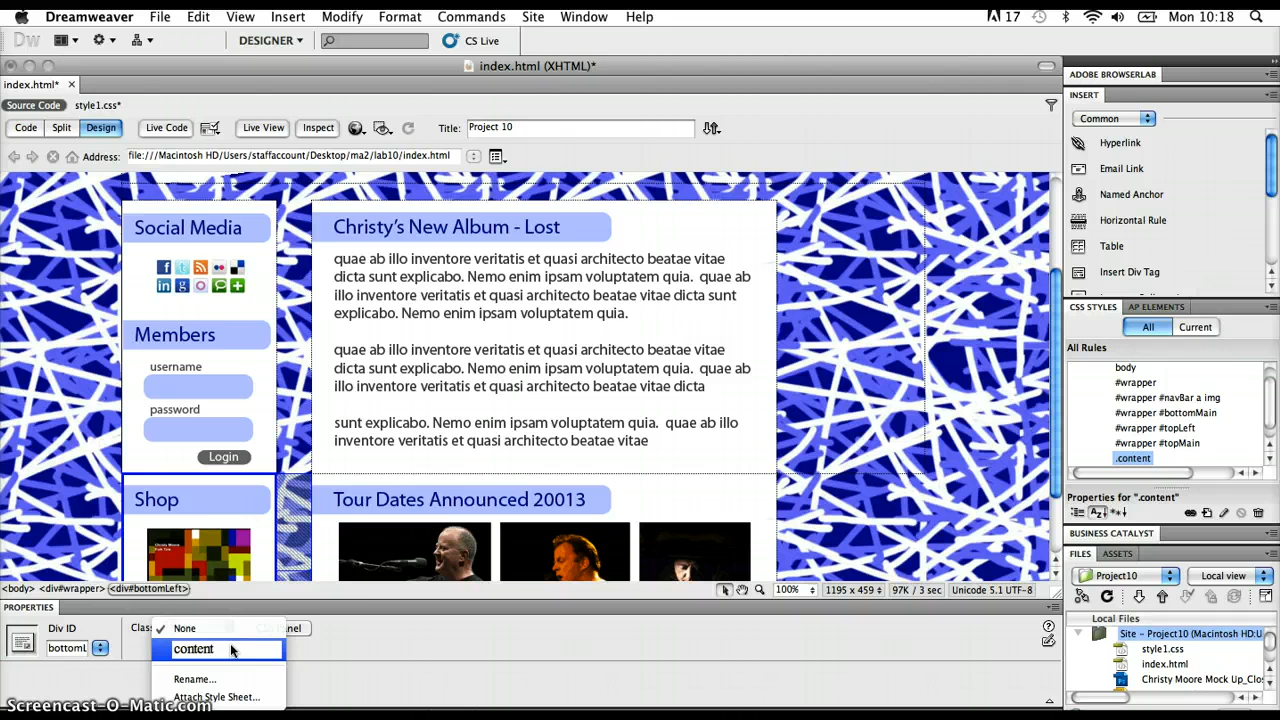 Dreamweaver File Edit View Insert Modify Format Commands Site Window Help 17 Mon 10:18
Dw DESIGNER CS Live
index.html (XHTML)*
index.html*
Source Code style1.css*
Code Split Design Live Code Live View Inspect Title: Project 10
Address: file:///Macintosh HD/Users/staffaccount/Desktop/ma2/lab10/index.html
Social Media
Members
username
password
Login
Shop
Christy's New Album - Lost
quae ab illo inventore veritatis et quasi architecto beatae vitae
dicta sunt explicabo. Nemo enim ipsam voluptatem quia. quae ab
illo inventore veritatis et quasi architecto beatae vitae dicta sunt
explicabo. Nemo enim ipsam voluptatem quia.
quae ab illo inventore veritatis et quasi architecto beatae vitae
dicta sunt explicabo. Nemo enim ipsam voluptatem quia. quae ab
illo inventore veritatis et quasi architecto beatae vitae dicta
sunt explicabo. Nemo enim ipsam voluptatem quia. quae ab illo
inventore veritatis et quasi architecto beatae vitae
Tour Dates Announced 20013
<body> <div#wrapper> <div#bottomLeft> 100% 1195 x 459 97K / 3 sec Unicode 5.1 UTF-8
PROPERTIES
Div ID
bottomL
Clas
None
content
Rename...
Attach Style Sheet...
ADOBE BROWSERLAB
INSERT
Common
Hyperlink
Email Link
Named Anchor
Horizontal Rule
Table
Insert Div Tag
CSS STYLES AP ELEMENTS
All Current
All Rules
body
#wrapper
#wrapper #navBar a img
#wrapper #bottomMain
#wrapper #topLeft
#wrapper #topMain
.content
Properties for ".content"
BUSINESS CATALYST
FILES ASSETS
Project10 Local view
Local Files
Site - Project10 (Macintosh HD:U
style1.css
index.html
Christy Moore Mock Up_Clos
Screencast-O-Matic.com